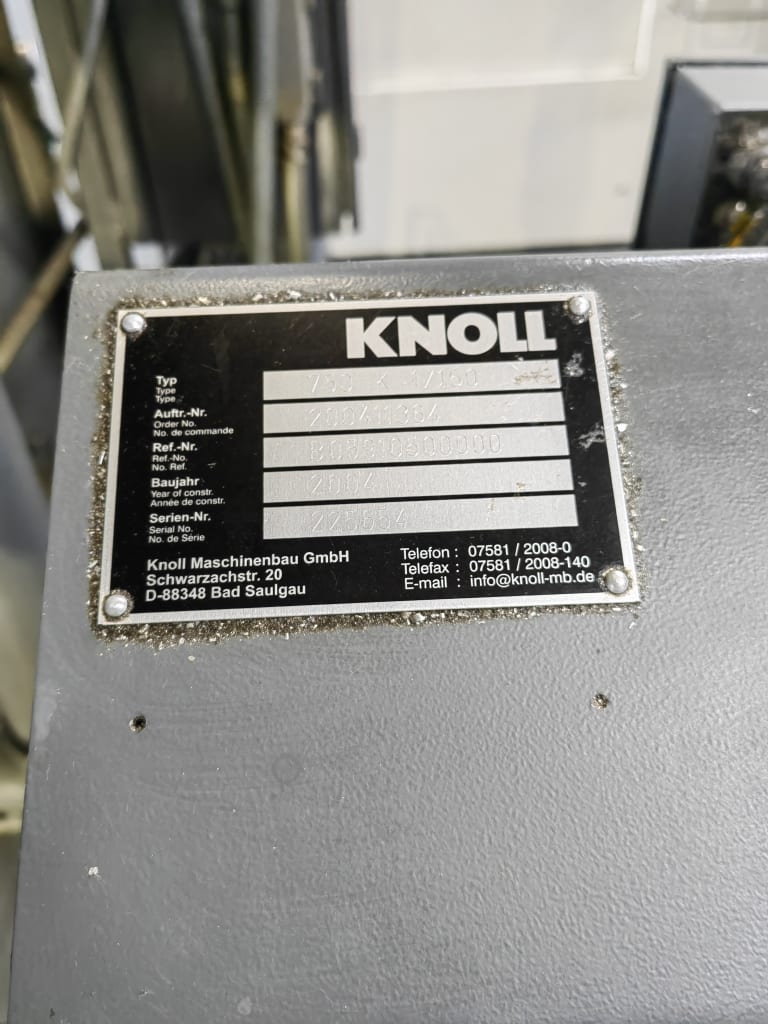 KNOLL
Typ
Type
Type
Auftr.-Nr.
Order No.
No. de commande
200411364
Ref.-Nr.
Ref.-No.
No. Ref.
Baujahr
Year of constr.
Année de constr.
2004
Serien-Nr.
Serial No.
No. de Série
Knoll Maschinenbau GmbH
Schwarzachstr. 20
D-88348 Bad Saulgau
Telefon : 07581 / 2008-0
Telefax : 07581 / 2008-140
E-mail : info@knoll-mb.de